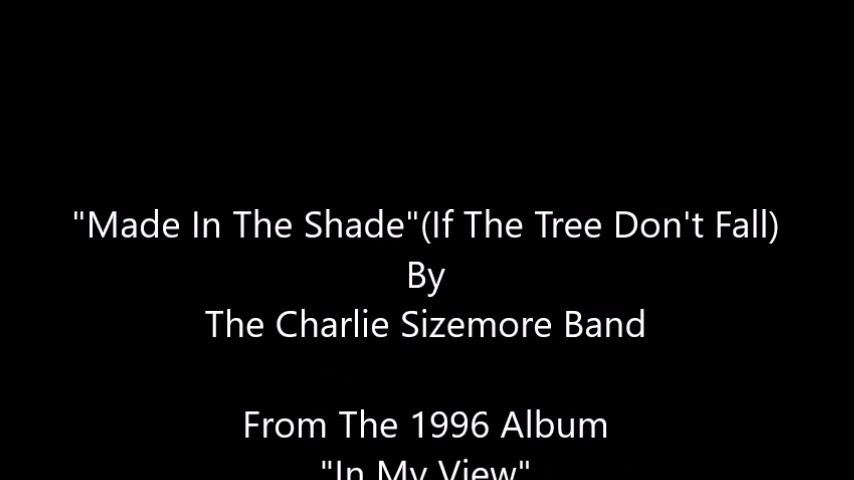 "Made In The Shade"(If The Tree Don't Fall)
By
The Charlie Sizemore Band
From The 1996 Album
"In My View"